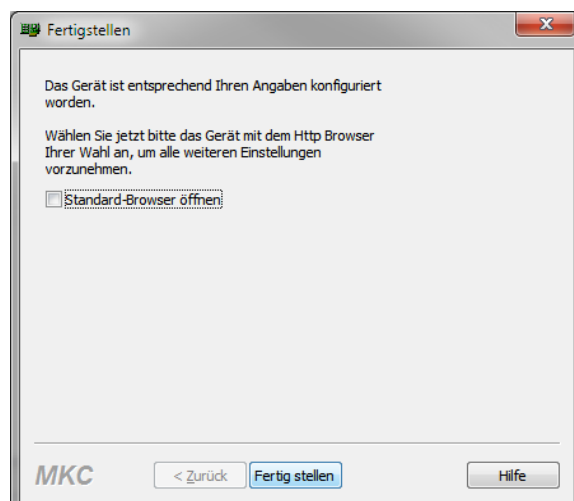 Fertigstellen
Das Gerät ist entsprechend Ihren Angaben konfiguriert
worden.
Wählen Sie jetzt bitte das Gerät mit dem Http Browser
Ihrer Wahl an, um alle weiteren Einstellungen
vorzunehmen.
Standard-Browser öffnen
MKC < Zurück Fertig stellen Hilfe